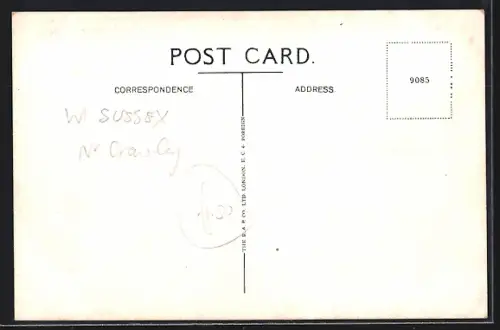 POST CARD.
CORRESPONDENCE
ADDRESS.
9085
W SUSSEX
Nr Crawley
THE R.A.P. CO. LTD. LONDON, E.C.4. FOREIGN